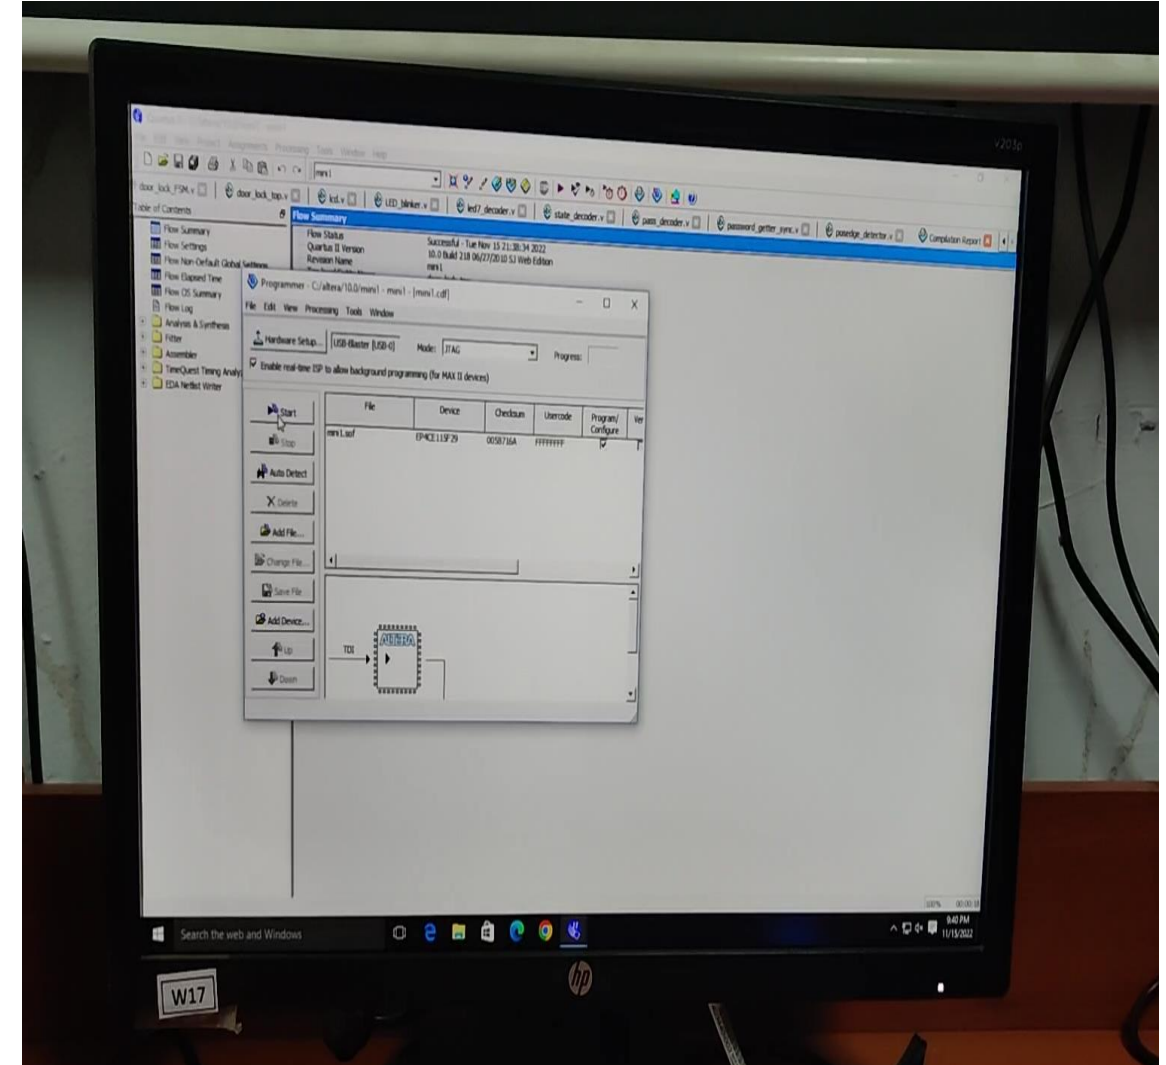 V203p
door_lock_FSM.v door_lock_top.v lcd.v LED_blinker.v led7_decoder.v state_decoder.v pass_decoder.v password_getter_sync.v posedge_detector.v Compilation Report
mini1
Table of Contents
Flow Summary
Flow Settings
Flow Non-Default Global Settings
Flow Elapsed Time
Flow OS Summary
Flow Log
Analysis & Synthesis
Fitter
Assembler
TimeQuest Timing Analy
EDA Netlist Writer
Flow Summary
Flow Status Successful - Tue Nov 15 21:38:34 2022
Quartus II Version 10.0 Build 218 06/27/2010 SJ Web Edition
Revision Name mini1
Programmer - C:/altera/10.0/mini1 - mini1 - [mini1.cdf]
File Edit View Processing Tools Window
Hardware Setup... USB-Blaster [USB-0] Mode: JTAG Progress:
Enable real-time ISP to allow background programming (for MAX II devices)
Start
Stop
Auto Detect
Delete
Add File...
Change File...
Save File
Add Device...
Up
Down
File Device Checksum Usercode Program/ Ver
Configure
mini1.sof EP4CE115F29 0058716A FFFFFFFF
TDI
ALTERA
100% 00:00:18
Search the web and Windows
9:40 PM
11/15/2022
hp
W17